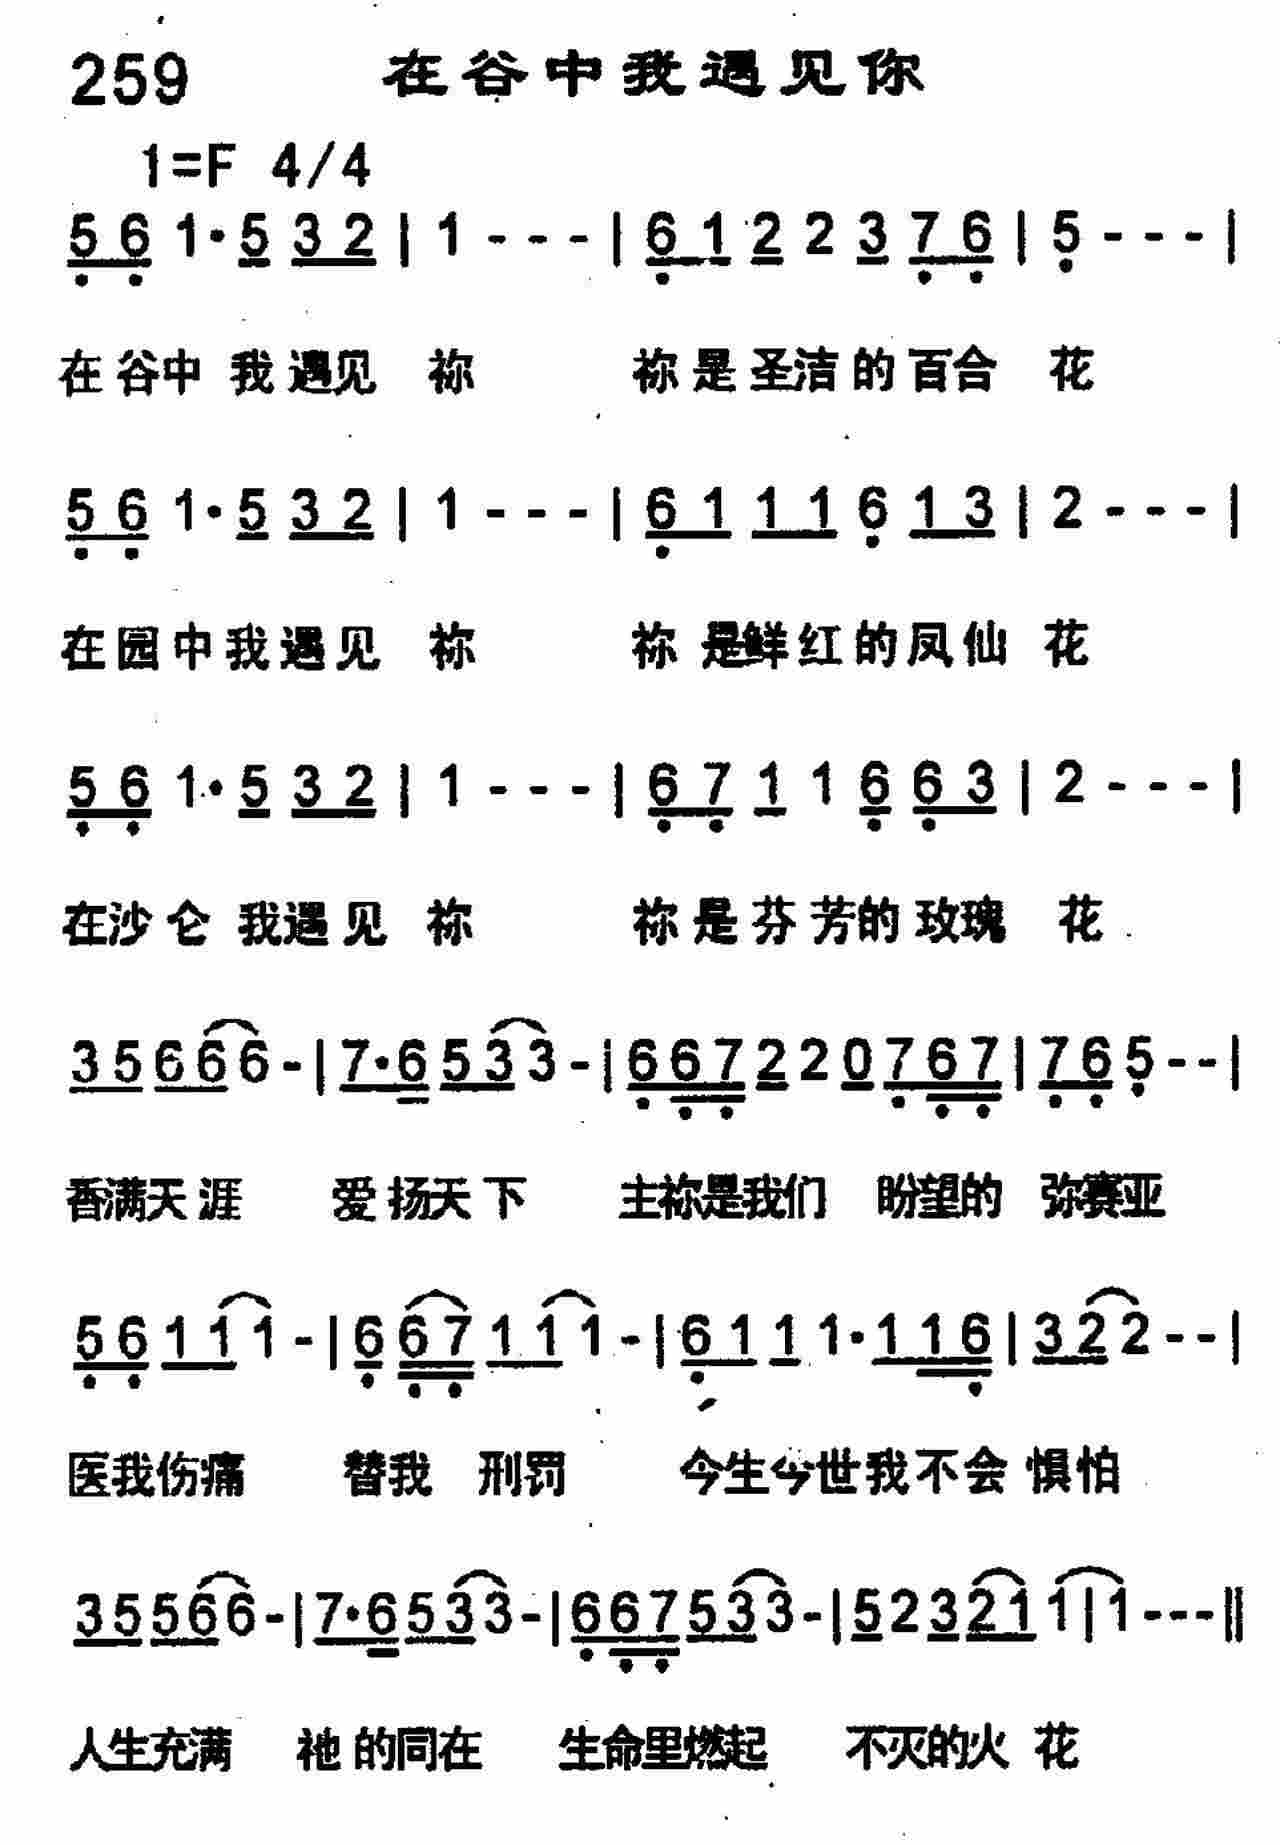 259 在谷中我遇见你
1=F 4/4
5 6 1·5 3 2 | 1 - - - | 6 1 2 2 3 7 6 | 5 - - - |
在谷中 我遇见 祢 祢是圣洁的百合 花
5 6 1·5 3 2 | 1 - - - | 6 1 1 1 6 1 3 | 2 - - - |
在园中我遇见 祢 祢 是鲜红的凤仙 花
5 6 1·5 3 2 | 1 - - - | 6 7 1 1 6 6 3 | 2 - - - |
在沙仑 我遇见 祢 祢是芬芳的玫瑰 花
3 5 6 6 6 - | 7·6 5 3 3 - | 6 6 7 2 2 0 7 6 7 | 7 6 5 - - |
香满天涯 爱扬天下 主祢是我们 盼望的 弥赛亚
5 6 1 1 1 - | 6 6 7 1 1 1 - | 6 1 1 1·1 1 6 | 3 2 2 - - |
医我伤痛 替我 刑罚 今生今世我不会惧怕
3 5 5 6 6 - | 7·6 5 3 3 - | 6 6 7 5 3 3 - | 5 2 3 2 1 1 | 1 - - - ‖
人生充满 祂的同在 生命里燃起 不灭的火 花